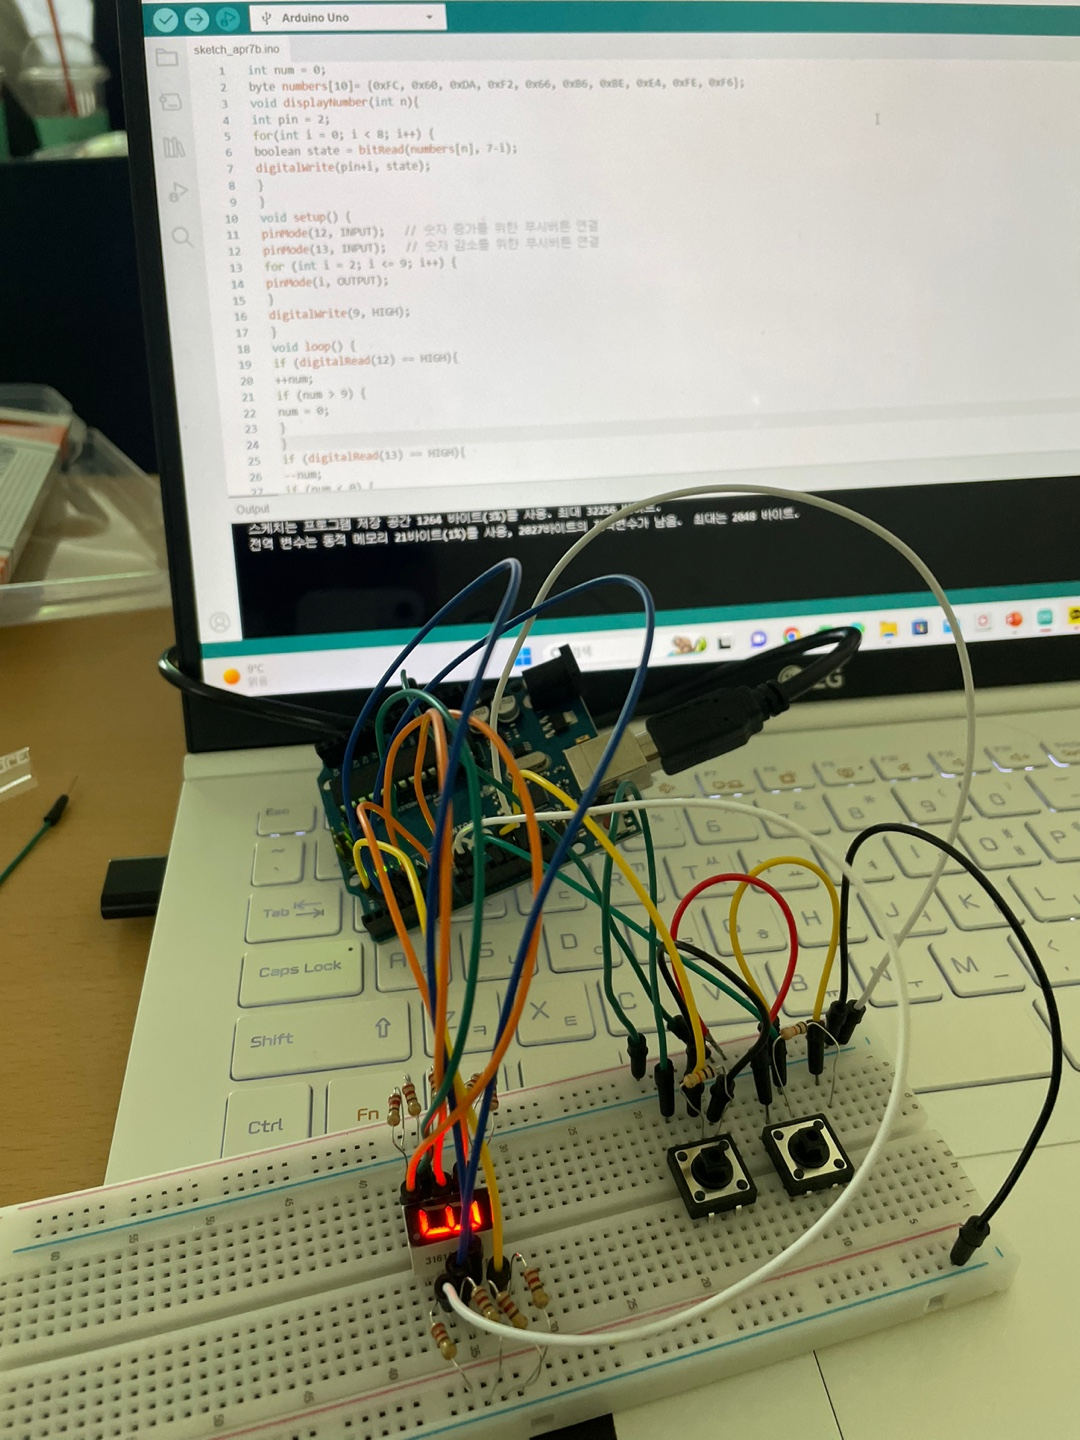 Arduino Uno
sketch_apr7b.ino
1 int num = 0;
2 byte numbers[10]= {0xFC, 0x60, 0xDA, 0xF2, 0x66, 0xB6, 0xBE, 0xE4, 0xFE, 0xF6};
3 void displayNumber(int n){
4 int pin = 2;
5 for(int i = 0; i < 8; i++) {
6 boolean state = bitRead(numbers[n], 7-i);
7 digitalWrite(pin+i, state);
8 }
9 }
10 void setup() {
11 pinMode(12, INPUT); // 숫자 증가를 위한 푸시버튼 연결
12 pinMode(13, INPUT); // 숫자 감소를 위한 푸시버튼 연결
13 for (int i = 2; i <= 9; i++) {
14 pinMode(i, OUTPUT);
15 }
16 digitalWrite(9, HIGH);
17 }
18 void loop() {
19 if (digitalRead(12) == HIGH){
20 ++num;
21 if (num > 9) {
22 num = 0;
23 }
24 }
25 if (digitalRead(13) == HIGH){
26 --num;
27 if (num < 0) {
Output
스케치는 프로그램 저장 공간 1264 바이트(3%)를 사용. 최대 32256
전역 변수는 동적 메모리 21바이트(1%)를 사용, 2027바이트의 남음. 최대는 2048 바이트.
9°C
맑음
Esc
Tab
Caps Lock
Shift
Ctrl
Fn